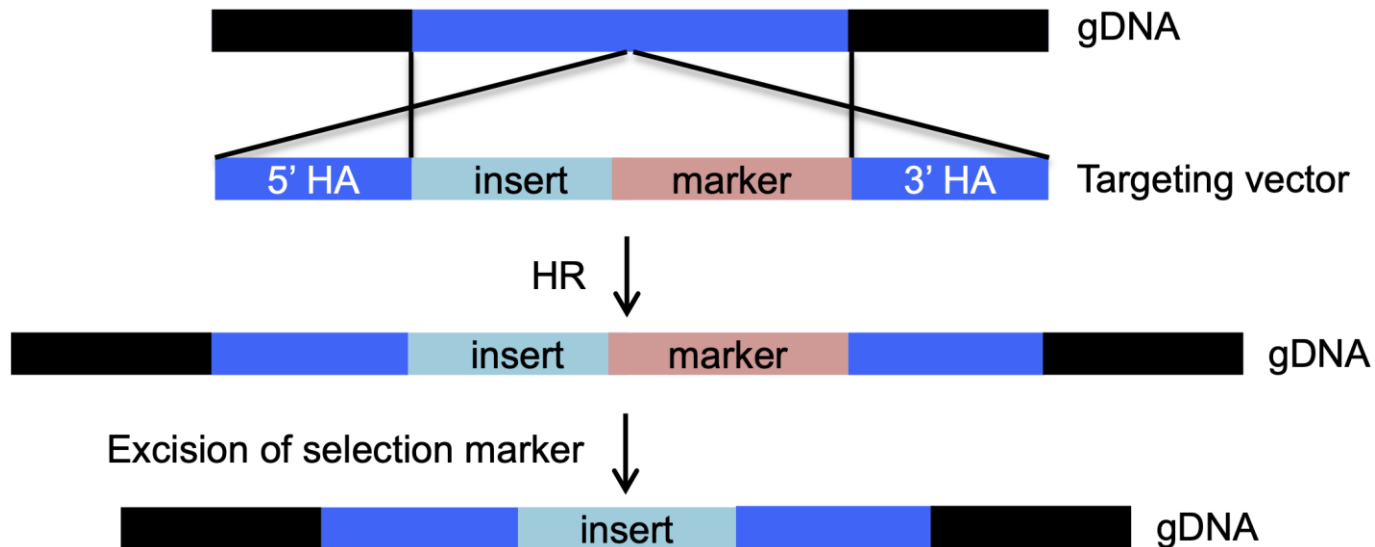 gDNA
5’ HA insert marker 3’ HA Targeting vector
HR
insert marker gDNA
Excision of selection marker
insert gDNA